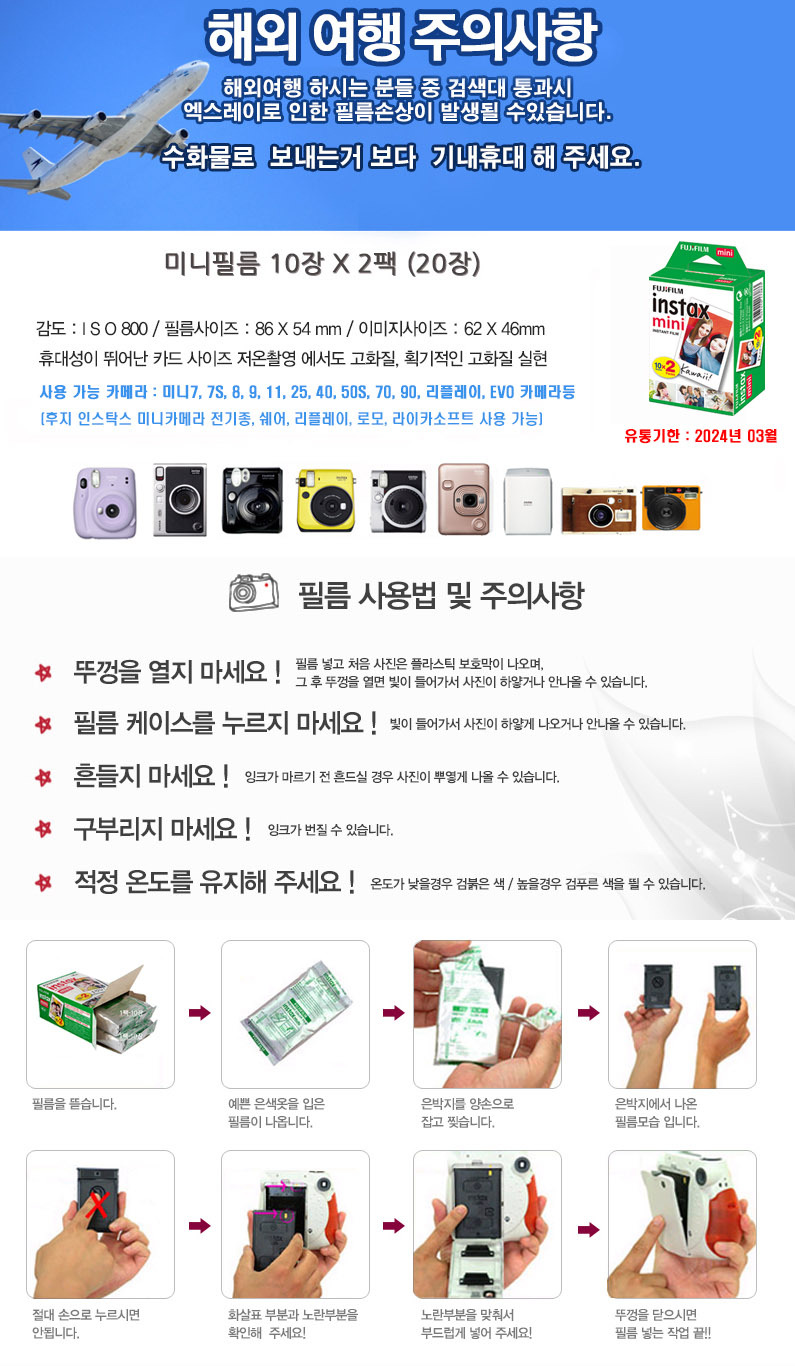 해외 여행 주의사항
해외여행 하시는 분들 중 검색대 통과시
엑스레이로 인한 필름손상이 발생될 수있습니다.
수화물로 보내는거 보다 기내휴대 해 주세요.
미니필름 10장 X 2팩 (20장)
감도 : I S O 800 / 필름사이즈 : 86 X 54 mm / 이미지사이즈 : 62 X 46mm
휴대성이 뛰어난 카드 사이즈 저온촬영 에서도 고화질, 획기적인 고화질 실현
사용 가능 카메라 : 미니7, 7S, 8, 9, 11, 25, 40, 50S, 70, 90, 리플레이, EVO 카메라등
(후지 인스탁스 미니카메라 전기종, 쉐어, 리플레이, 로모, 라이카소프트 사용 가능)
FUJIFILM mini
FUJIFILM
instax
mini
INSTANT FILM
10×2
Kawaii!
instax mini
유통기한 : 2024년 03월
필름 사용법 및 주의사항
뚜껑을 열지 마세요 !
필름 넣고 처음 사진은 플라스틱 보호막이 나오며,
그 후 뚜껑을 열면 빛이 들어가서 사진이 하얗거나 안나올 수 있습니다.
필름 케이스를 누르지 마세요 ! 빛이 들어가서 사진이 하얗게 나오거나 안나올 수 있습니다.
흔들지 마세요 ! 잉크가 마르기 전 흔드실 경우 사진이 뿌옇게 나올 수 있습니다.
구부리지 마세요 ! 잉크가 번질 수 있습니다.
적정 온도를 유지해 주세요 ! 온도가 낮을경우 검붉은 색 / 높을경우 검푸른 색을 띌 수 있습니다.
instax
1팩-10장
필름을 뜯습니다.
예쁜 은색옷을 입은
필름이 나옵니다.
은박지를 양손으로
잡고 찢습니다.
은박지에서 나온
필름모습 입니다.
X
절대 손으로 누르시면
안됩니다.
화살표 부분과 노란부분을
확인해 주세요!
노란부분을 맞춰서
부드럽게 넣어 주세요!
뚜껑을 닫으시면
필름 넣는 작업 끝!!